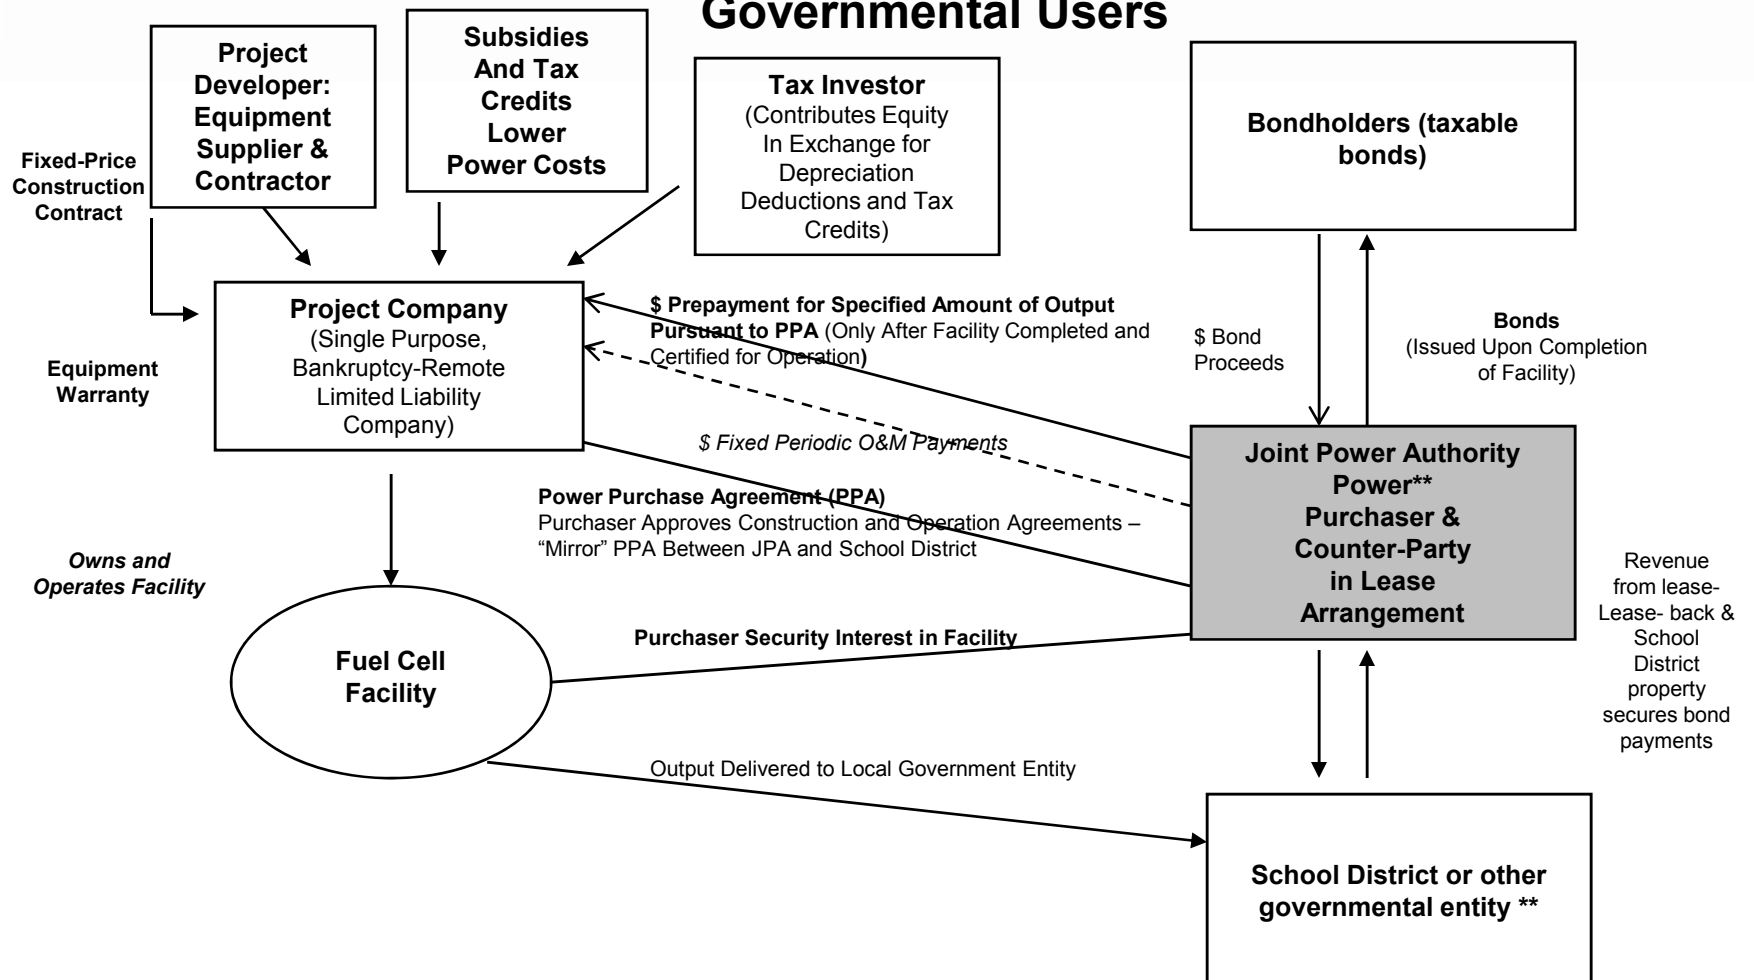 Governmental Users
Project
Developer:
Equipment
Supplier &
Contractor
Subsidies
And Tax
Credits
Lower
Power Costs
Tax Investor
(Contributes Equity
In Exchange for
Depreciation
Deductions and Tax
Credits)
Bondholders (taxable
bonds)
Fixed-Price
Construction
Contract
Project Company
(Single Purpose,
Bankruptcy-Remote
Limited Liability
Company)
$ Prepayment for Specified Amount of Output
Pursuant to PPA (Only After Facility Completed and
Certified for Operation)
$ Bond
Proceeds
Bonds
(Issued Upon Completion
of Facility)
Equipment
Warranty
$ Fixed Periodic O&M Payments
Joint Power Authority
Power**
Purchaser &
Counter-Party
in Lease
Arrangement
Power Purchase Agreement (PPA)
Purchaser Approves Construction and Operation Agreements –
“Mirror” PPA Between JPA and School District
Owns and
Operates Facility
Revenue
from lease-
Lease- back &
School
District
property
secures bond
payments
Purchaser Security Interest in Facility
Fuel Cell
Facility
Output Delivered to Local Government Entity
School District or other
governmental entity **